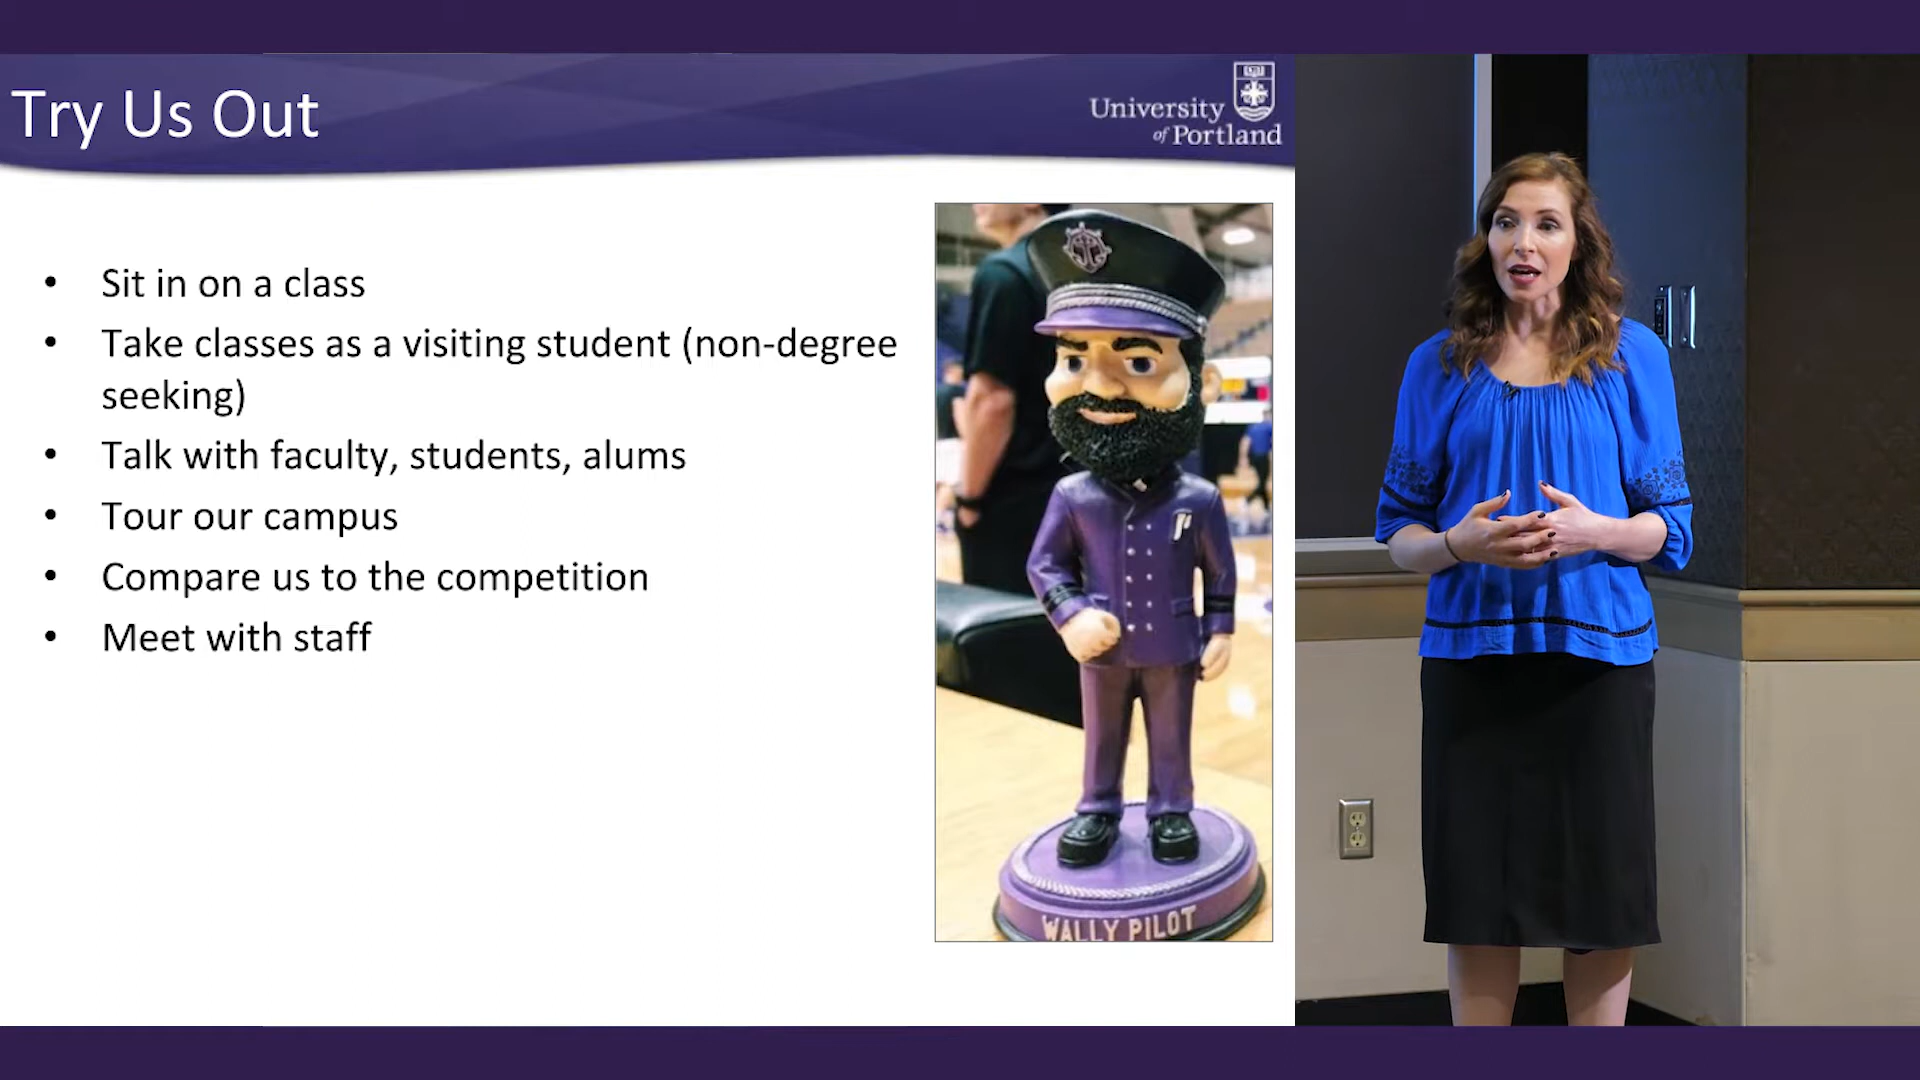 Try Us Out
University
of Portland
• Sit in on a class
• Take classes as a visiting student (non-degree
seeking)
• Talk with faculty, students, alums
• Tour our campus
• Compare us to the competition
• Meet with staff
WALLY PILOT